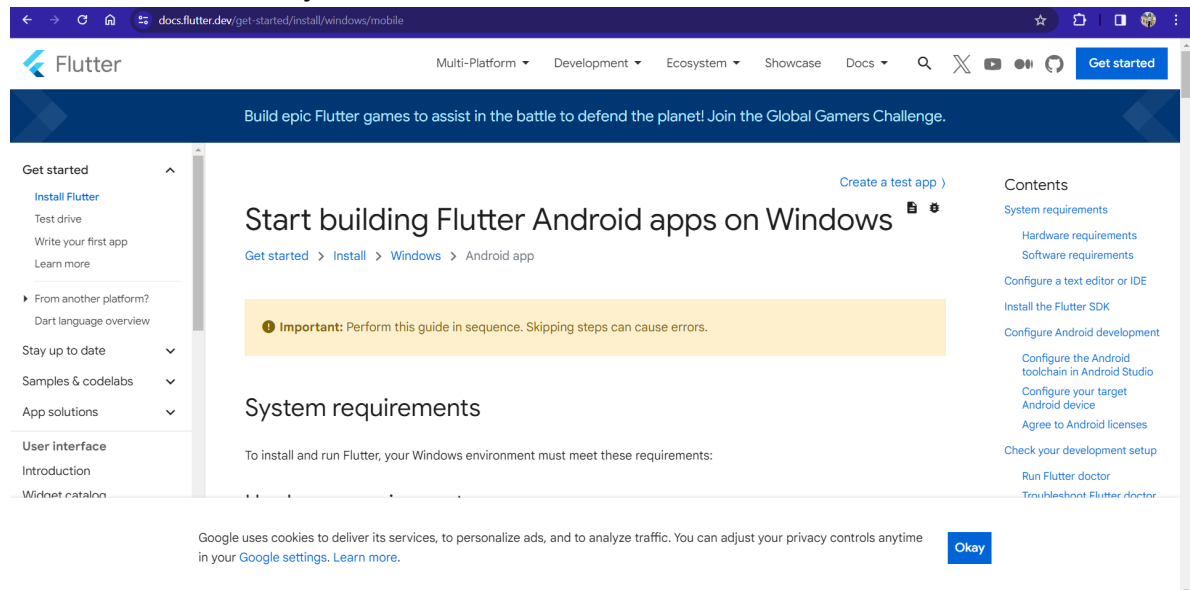 docs.flutter.dev/get-started/install/windows/mobile
Flutter
Multi-Platform
Development
Ecosystem
Showcase
Docs
Get started
Build epic Flutter games to assist in the battle to defend the planet! Join the Global Gamers Challenge.
Get started
Install Flutter
Test drive
Write your first app
Learn more
From another platform?
Dart language overview
Stay up to date
Samples & codelabs
App solutions
User interface
Introduction
Widget catalog
Create a test app ⟩
Start building Flutter Android apps on Windows
Get started > Install > Windows > Android app
Important: Perform this guide in sequence. Skipping steps can cause errors.
System requirements
To install and run Flutter, your Windows environment must meet these requirements:
Contents
System requirements
Hardware requirements
Software requirements
Configure a text editor or IDE
Install the Flutter SDK
Configure Android development
Configure the Android
toolchain in Android Studio
Configure your target
Android device
Agree to Android licenses
Check your development setup
Run Flutter doctor
Troubleshoot Flutter doctor
Google uses cookies to deliver its services, to personalize ads, and to analyze traffic. You can adjust your privacy controls anytime
in your Google settings. Learn more.
Okay